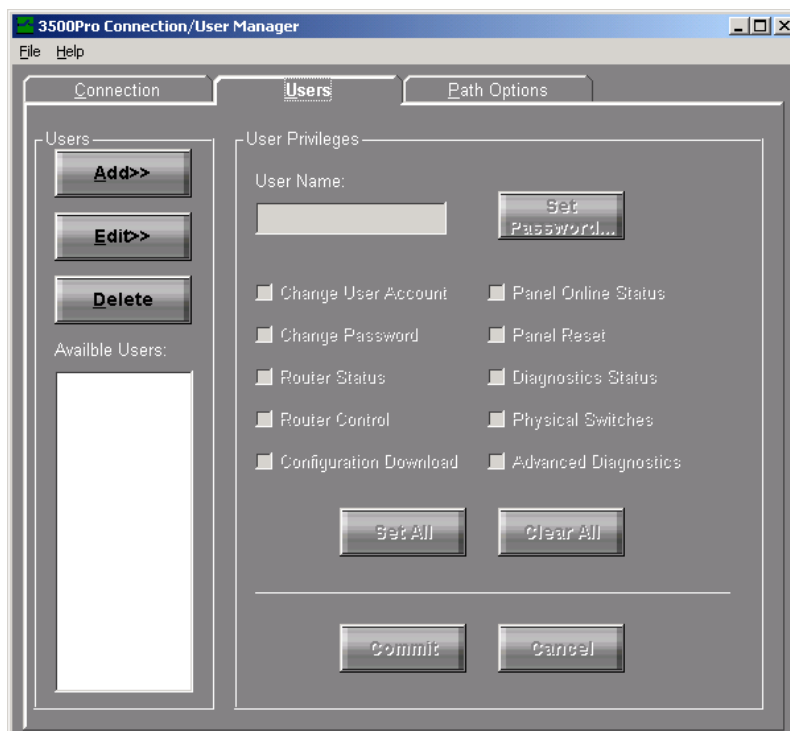 3500Pro Connection/User Manager
File Help
Connection Users Path Options
Users
Add>>
Edit>>
Delete
Availble Users:
User Privileges
User Name:
Set
Password...
Change User Account Panel Online Status
Change Password Panel Reset
Router Status Diagnostics Status
Router Control Physical Switches
Configuration Download Advanced Diagnostics
Set All Clear All
Commit Cancel